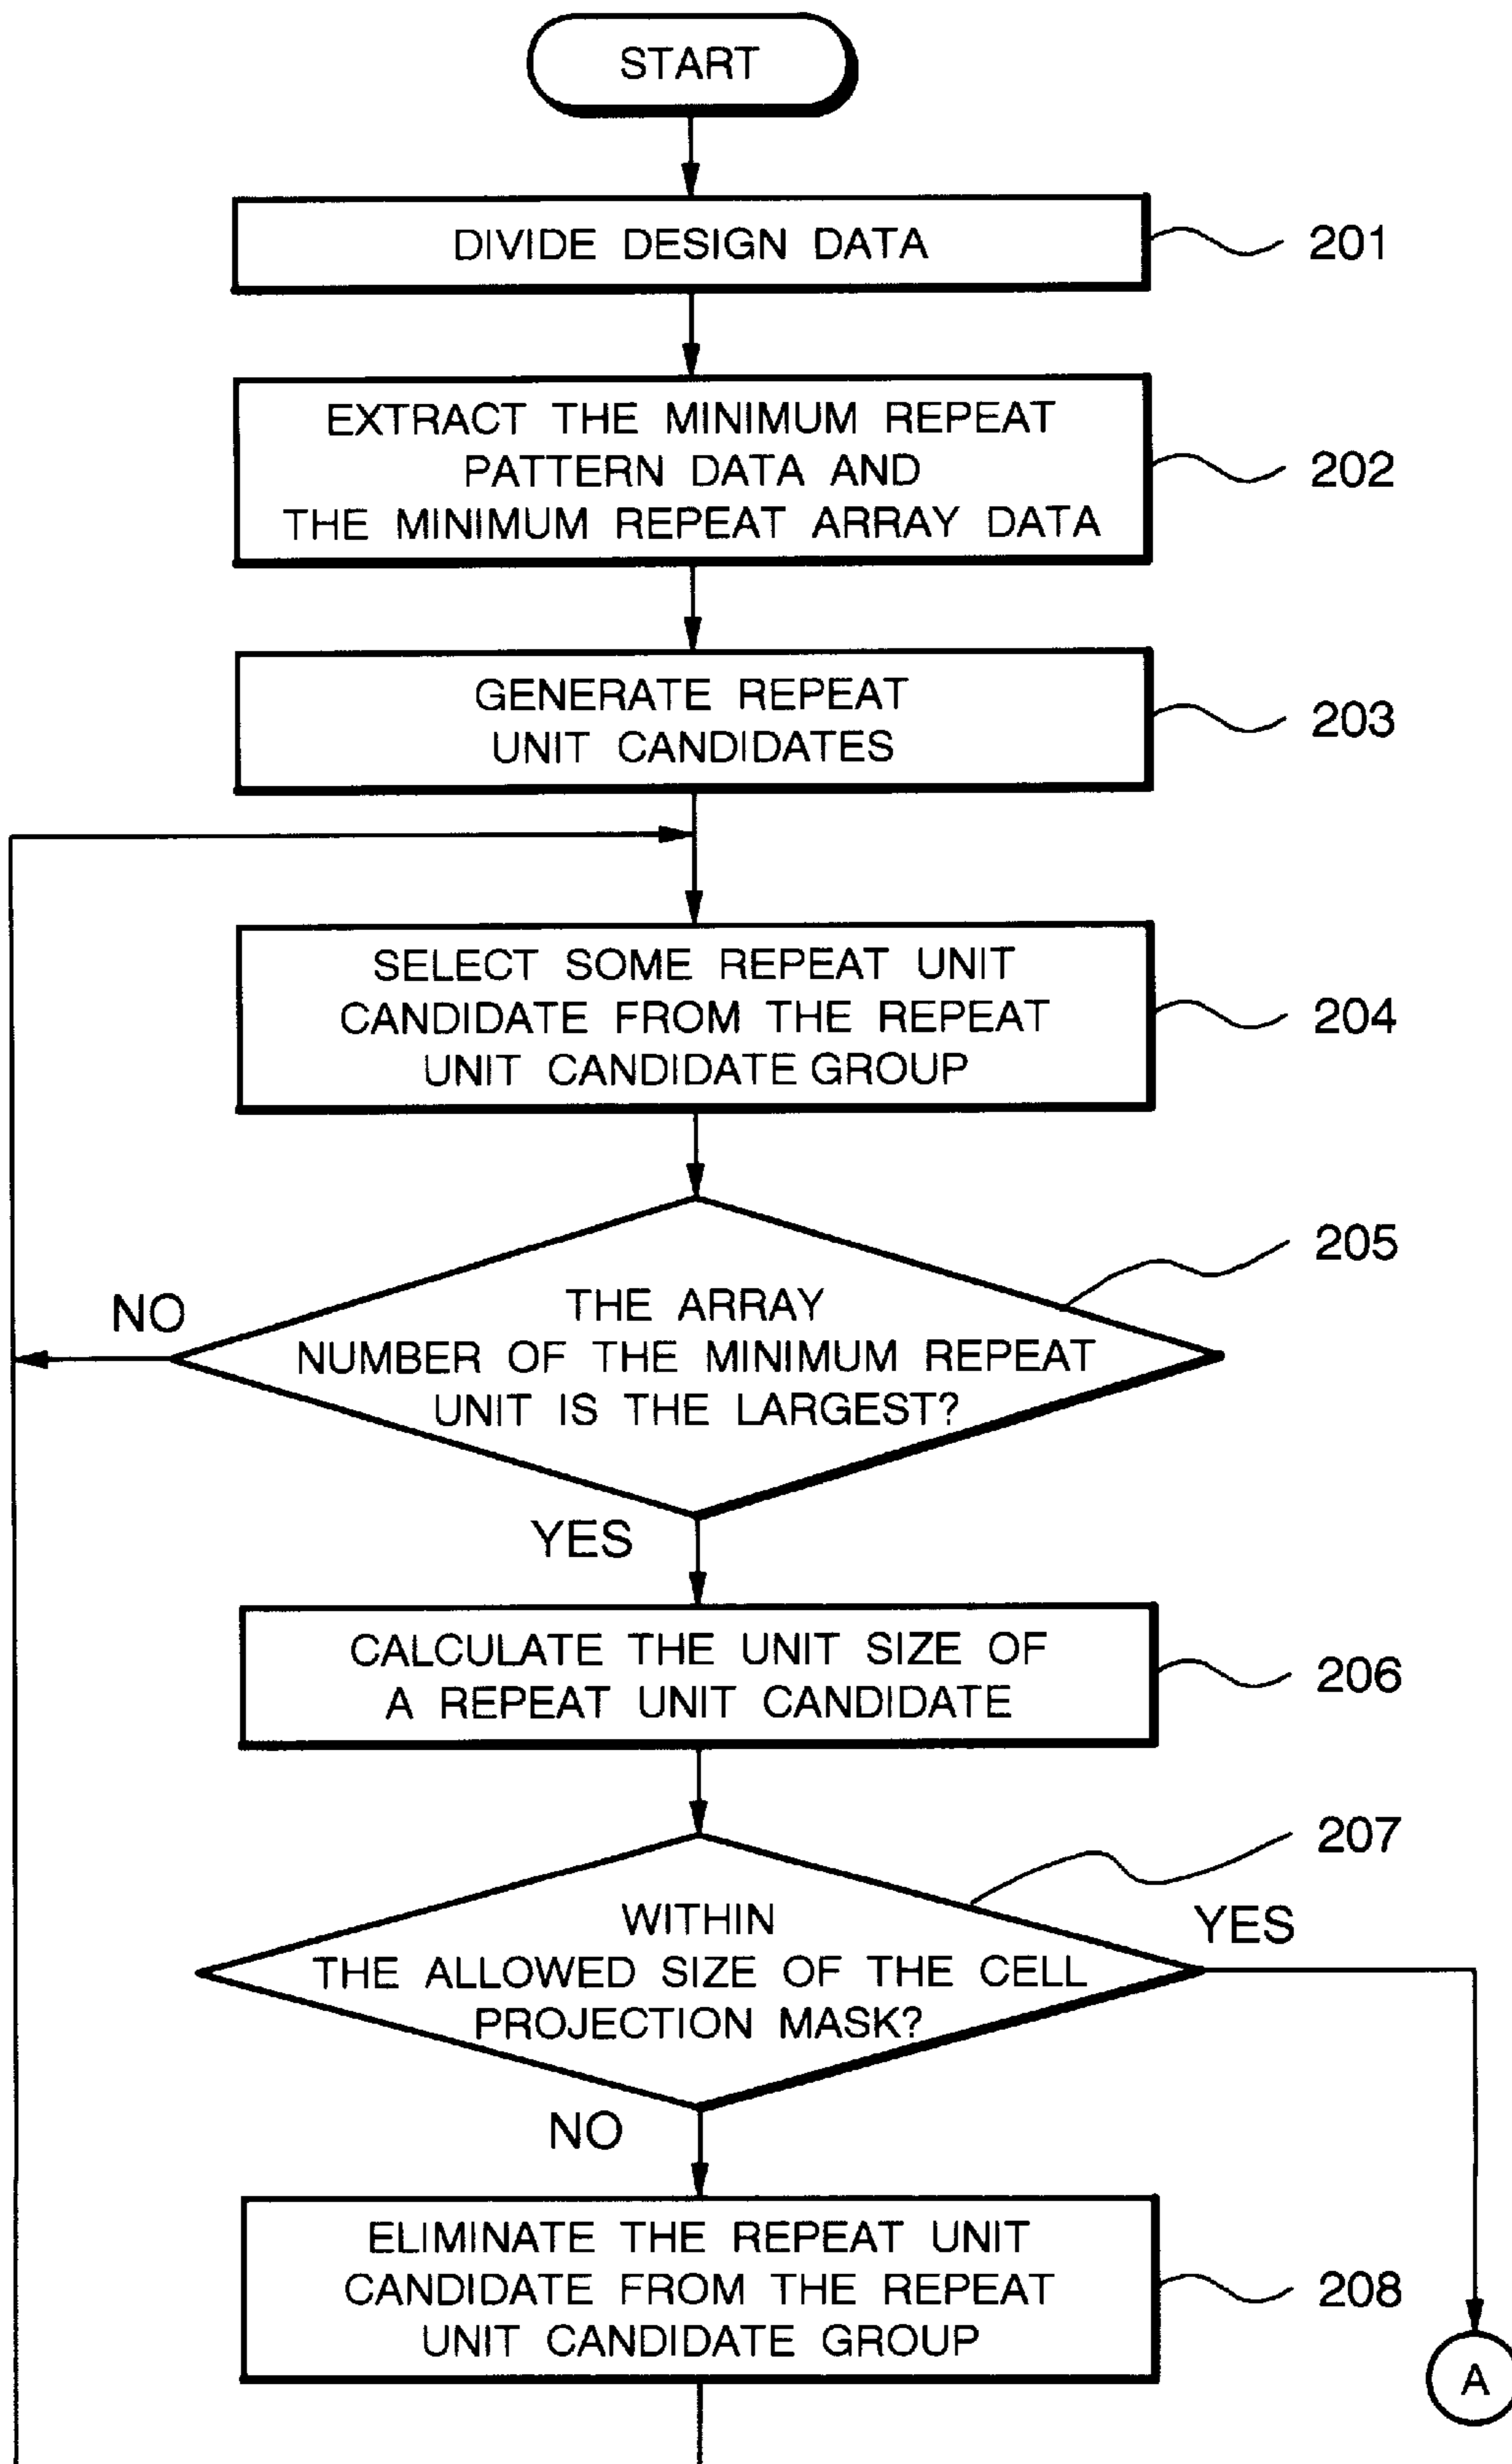 START
DIVIDE DESIGN DATA
201
EXTRACT THE MINIMUM REPEAT
PATTERN DATA AND
THE MINIMUM REPEAT ARRAY DATA
202
GENERATE REPEAT
UNIT CANDIDATES
203
SELECT SOME REPEAT UNIT
CANDIDATE FROM THE REPEAT
UNIT CANDIDATE GROUP
204
205
NO
THE ARRAY
NUMBER OF THE MINIMUM REPEAT
UNIT IS THE LARGEST?
YES
CALCULATE THE UNIT SIZE OF
A REPEAT UNIT CANDIDATE
206
207
WITHIN
THE ALLOWED SIZE OF THE CELL
PROJECTION MASK?
YES
NO
ELIMINATE THE REPEAT UNIT
CANDIDATE FROM THE REPEAT
UNIT CANDIDATE GROUP
208
A